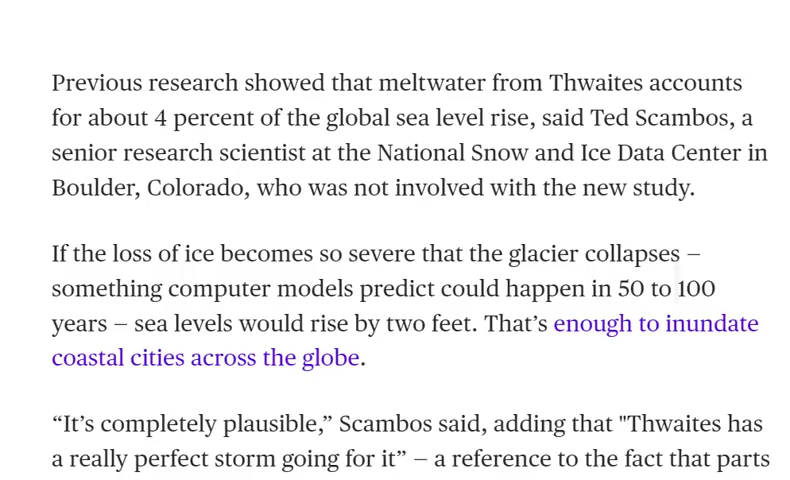 Previous research showed that meltwater from Thwaites accounts
for about 4 percent of the global sea level rise, said Ted Scambos, a
senior research scientist at the National Snow and Ice Data Center in
Boulder, Colorado, who was not involved with the new study.
If the loss of ice becomes so severe that the glacier collapses —
something computer models predict could happen in 50 to 100
years — sea levels would rise by two feet. That’s enough to inundate
coastal cities across the globe.
“It’s completely plausible,” Scambos said, adding that "Thwaites has
a really perfect storm going for it” — a reference to the fact that parts